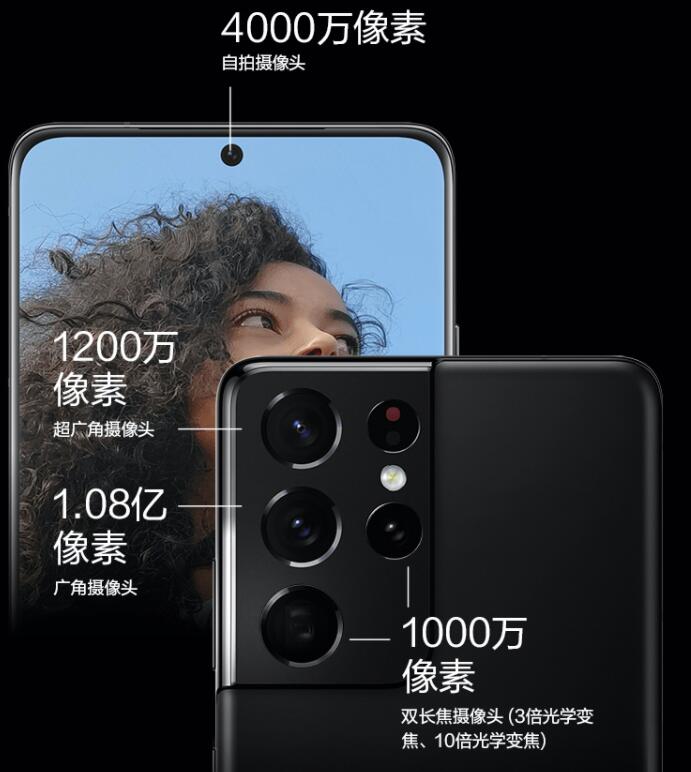 4000万像素
自拍摄像头
1200万
像素
超广角摄像头
1.08亿
像素
广角摄像头
1000万
像素
双长焦摄像头 (3倍光学变
焦、10倍光学变焦)